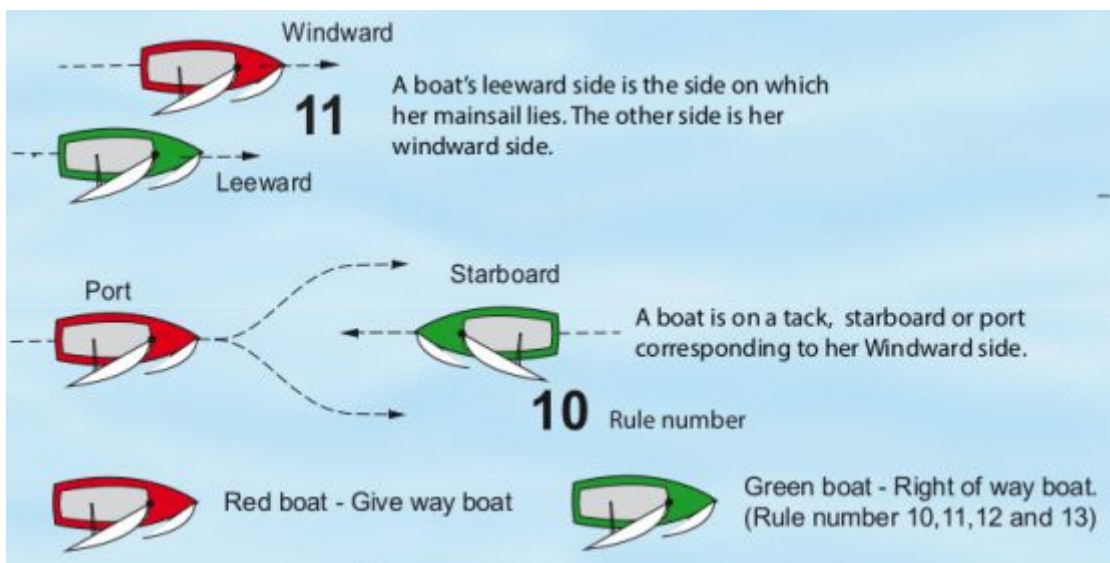 Windward
11
A boat's leeward side is the side on which
her mainsail lies. The other side is her
windward side.
Leeward
Port
Starboard
A boat is on a tack, starboard or port
corresponding to her Windward side.
10 Rule number
Red boat - Give way boat
Green boat - Right of way boat.
(Rule number 10,11,12 and 13)